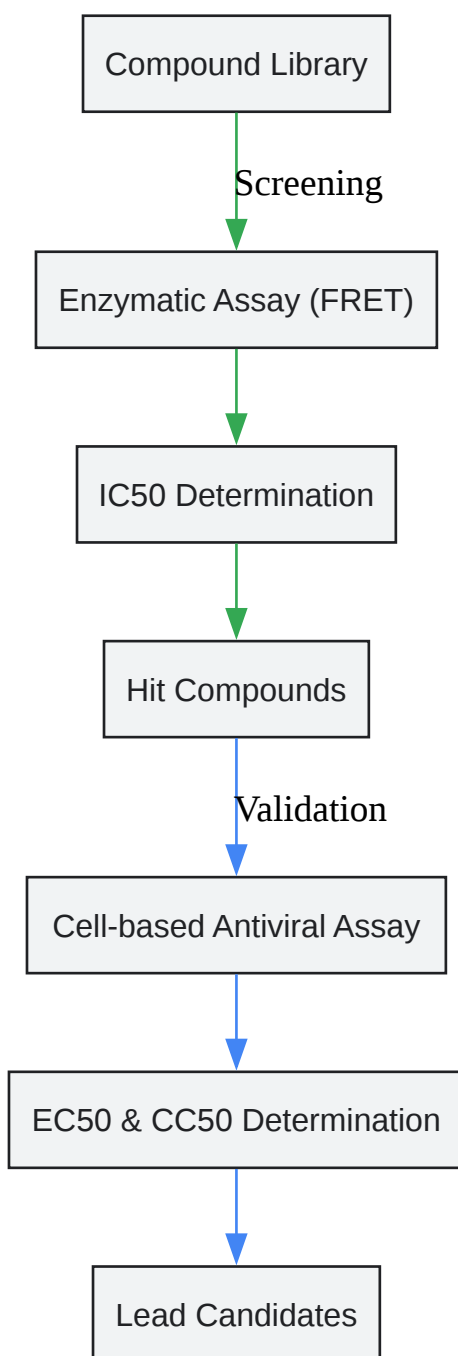 Compound Library
Screening
Enzymatic Assay (FRET)
IC50 Determination
Hit Compounds
Validation
Cell-based Antiviral Assay
EC50 & CC50 Determination
Lead Candidates